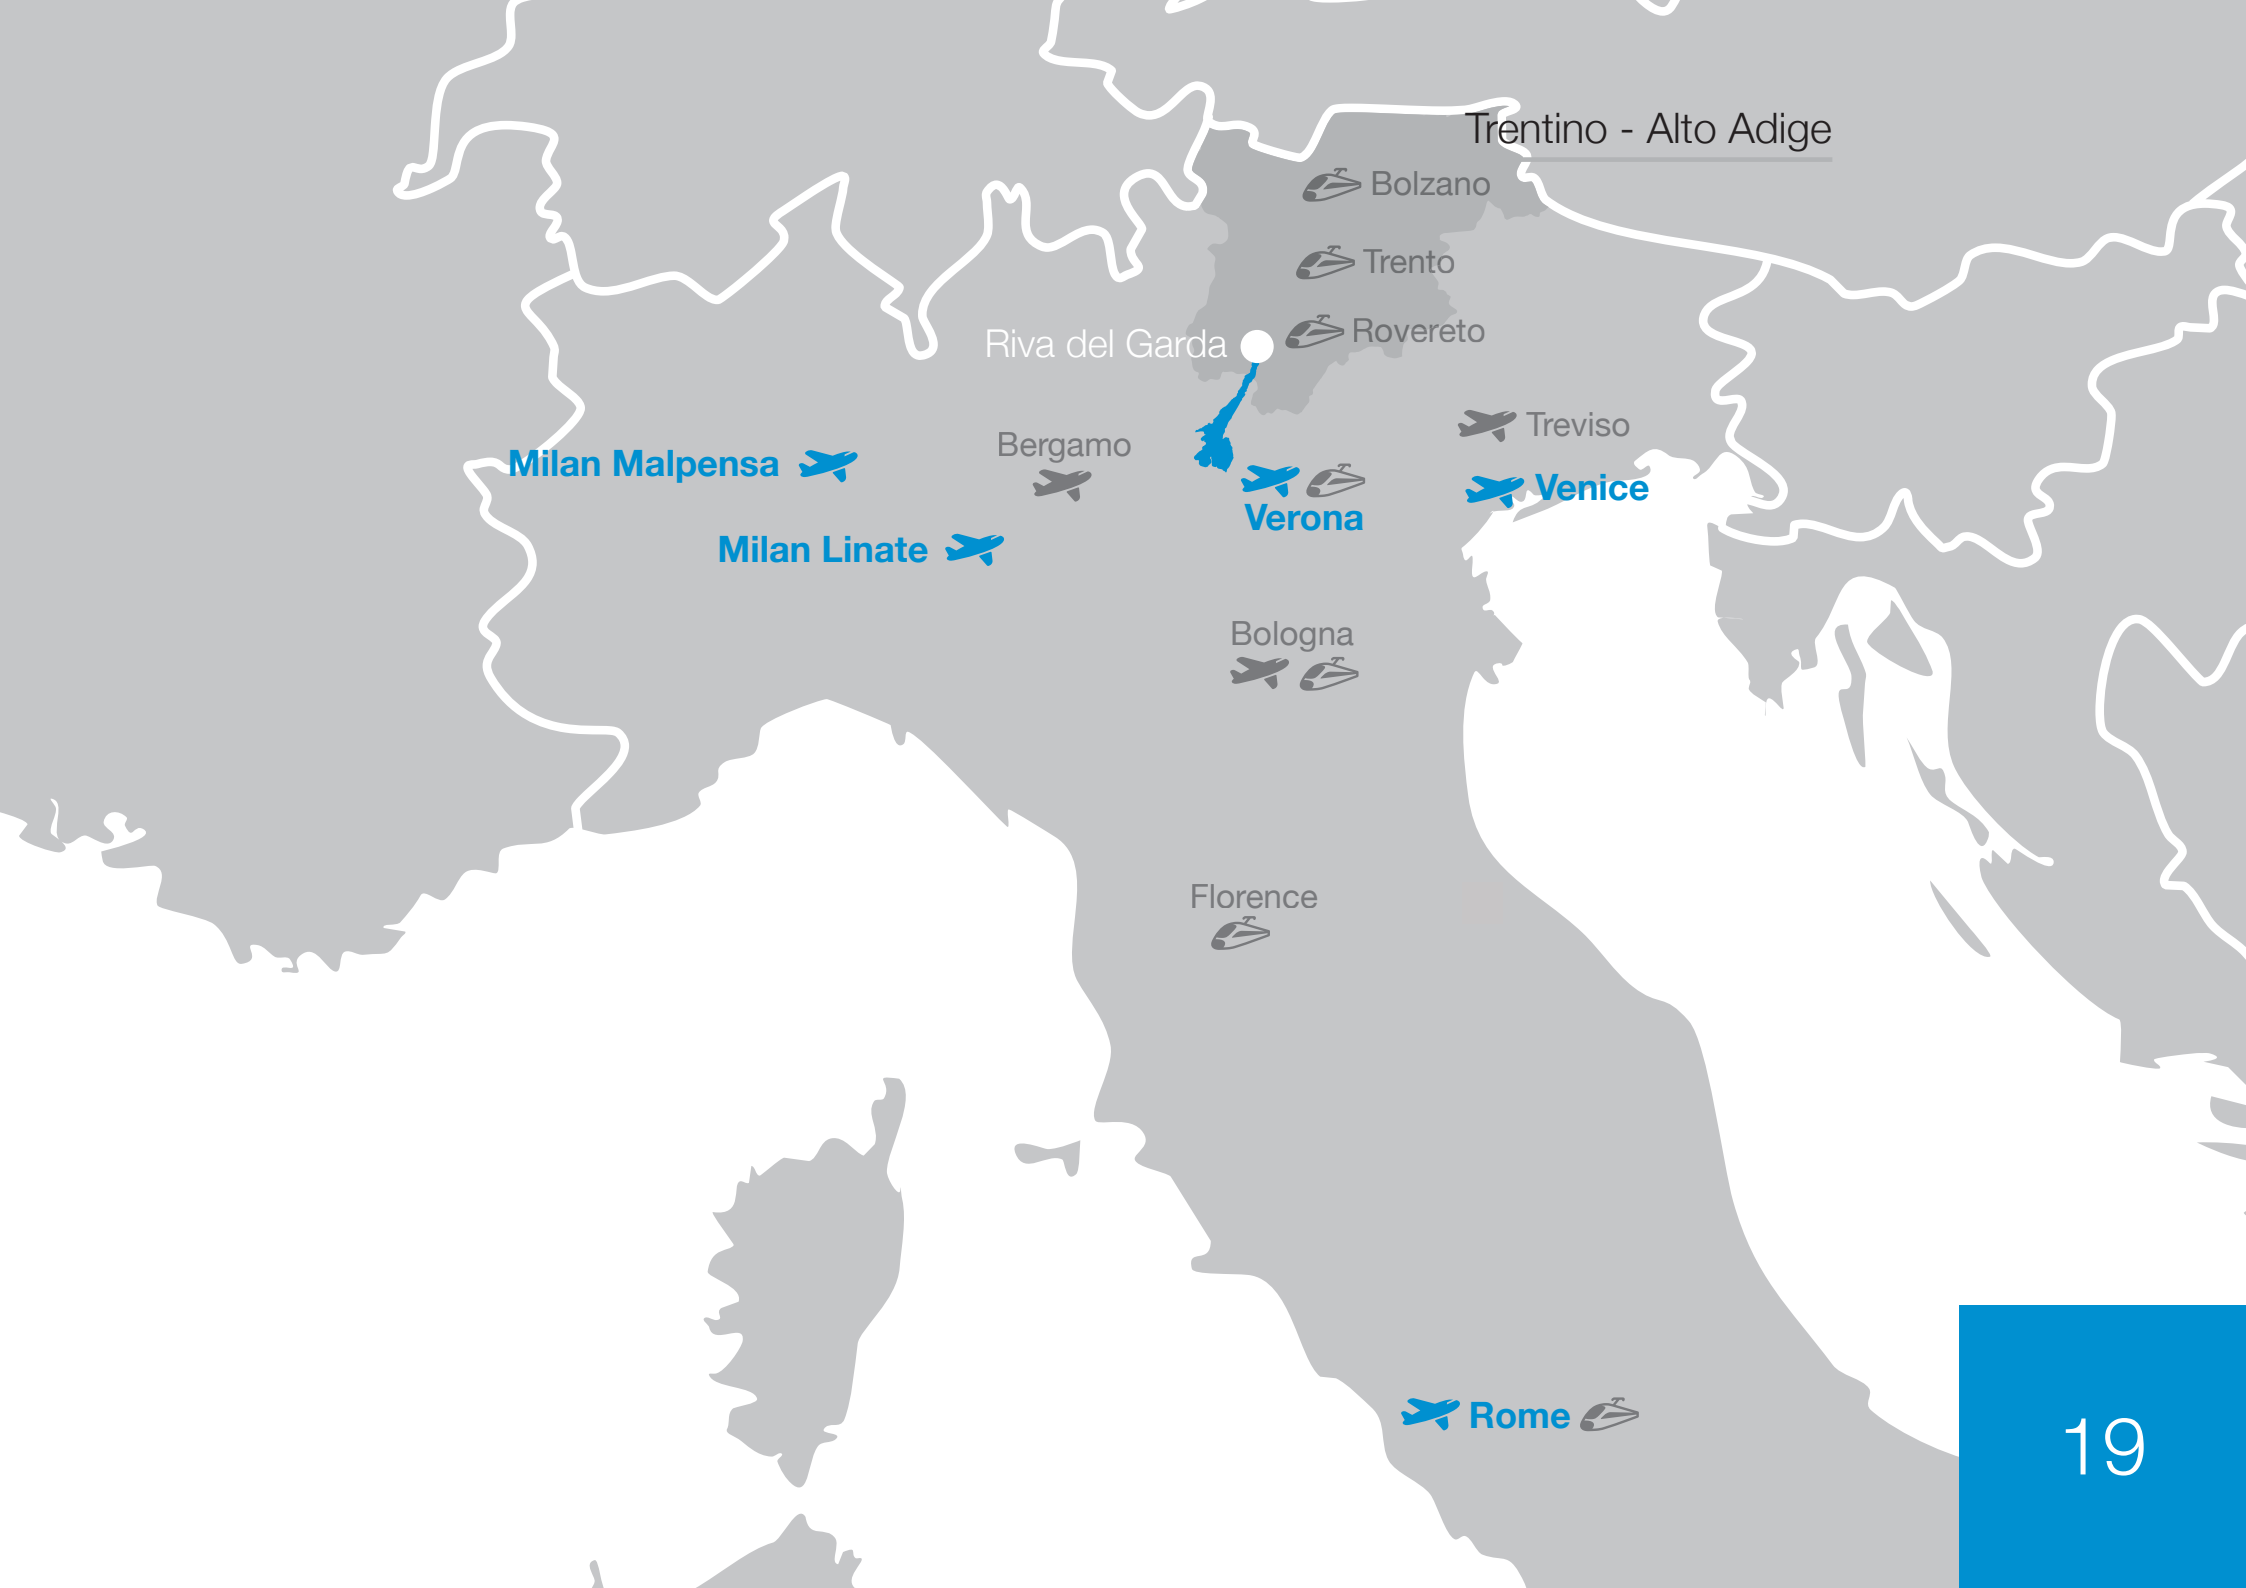 Trentino - Alto Adige
Bolzano
Trento
Rovereto
Riva del Garda
Treviso
Bergamo
Milan Malpensa
Venice
Verona
Milan Linate
Bologna
Florence
Rome
19